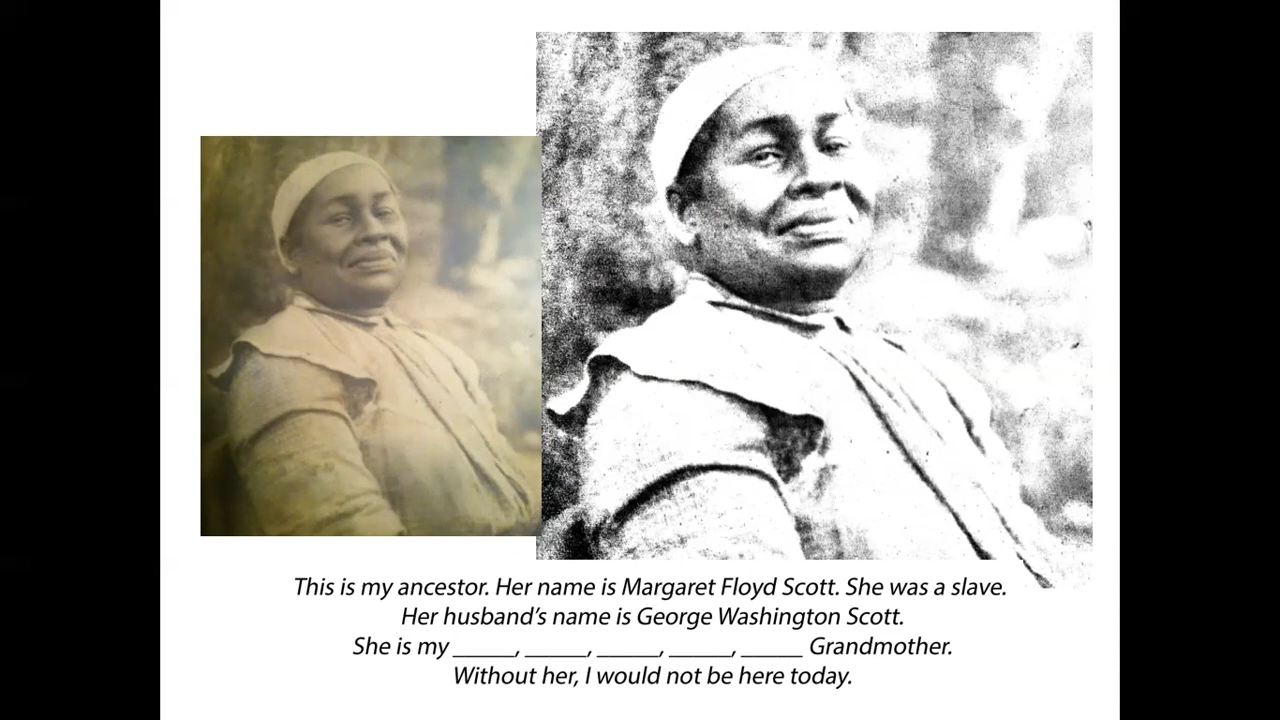 This is my ancestor. Her name is Margaret Floyd Scott. She was a slave.
Her husband’s name is George Washington Scott.
She is my _____, _____, _____, _____, _____ Grandmother.
Without her, I would not be here today.